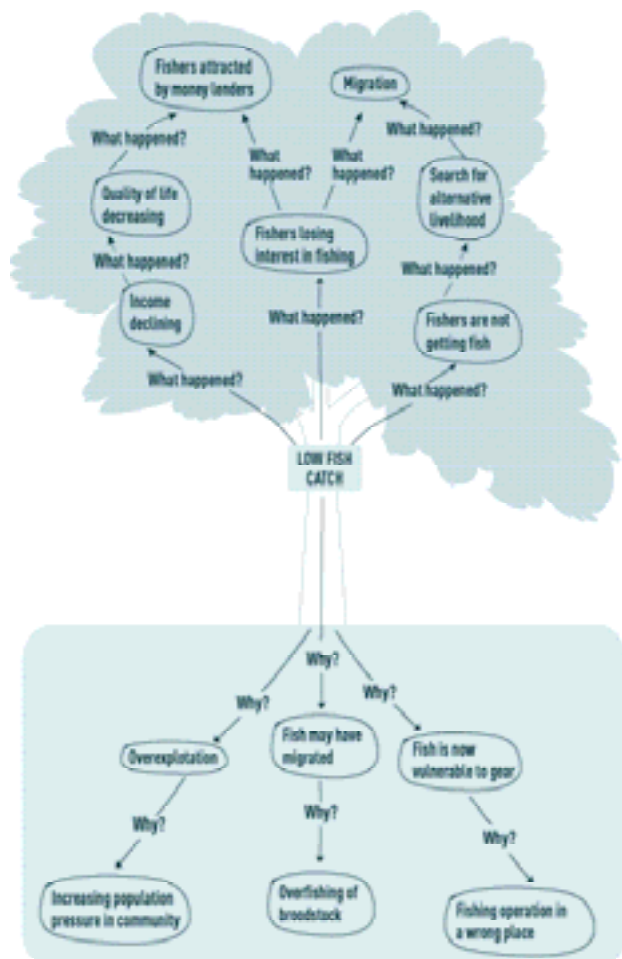 Fishers attracted
by money lenders
Migration
What happened?
What happened?
What
happened?
What
happened?
Quality of life
decreasing
Search for
alternative
livelihood
Fishers losing
interest in fishing
What happened?
What happened?
Income
declining
What happened?
Fishers are not
getting fish
What happened?
What happened?
LOW FISH
CATCH
Why?
Why?
Why?
Fish may have
migrated
Fish is now
vulnerable to gear
Overexplotation
Why?
Why?
Why?
Increasing population
pressure in community
Overfishing of
broodstock
Fishing operation in
a wrong place